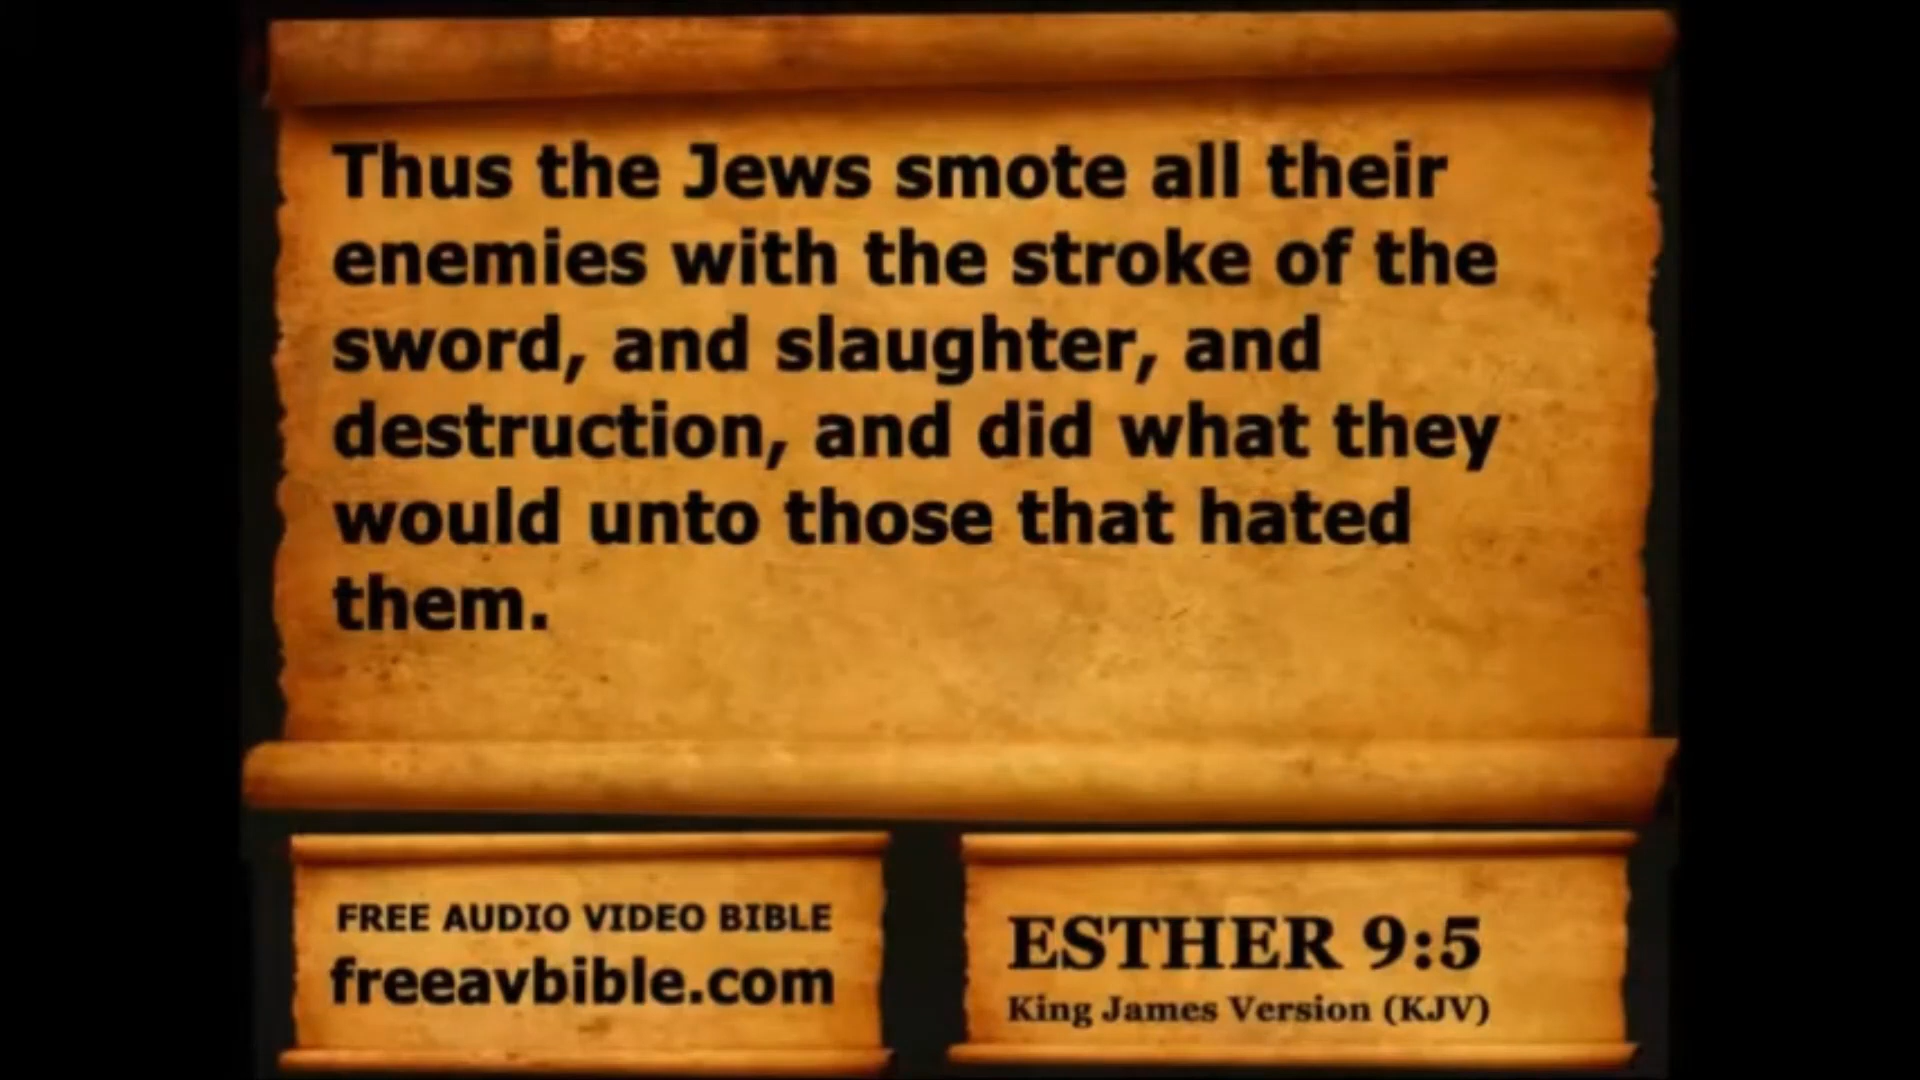 Thus the Jews smote all their
enemies with the stroke of the
sword, and slaughter, and
destruction, and did what they
would unto those that hated
them.
FREE AUDIO VIDEO BIBLE
freeavbible.com
ESTHER 9:5
King James Version (KJV)